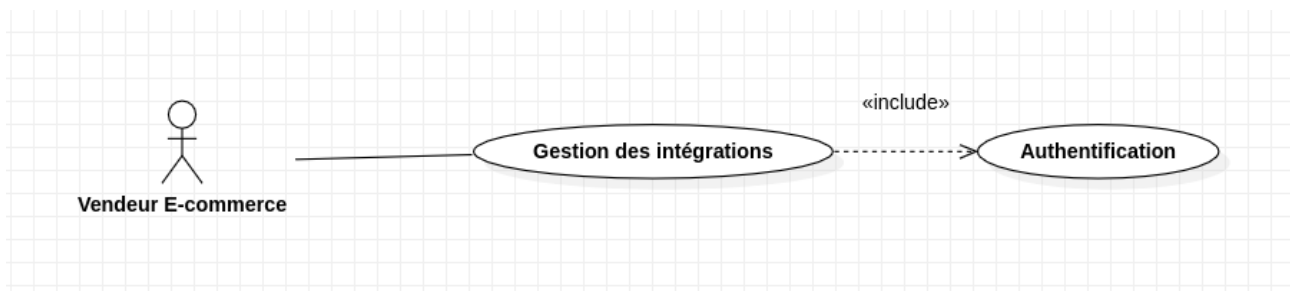 «include»
Gestion des intégrations
Authentification
Vendeur E-commerce